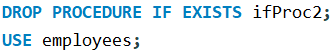 DROP PROCEDURE IF EXISTS ifProc2;
USE employees;